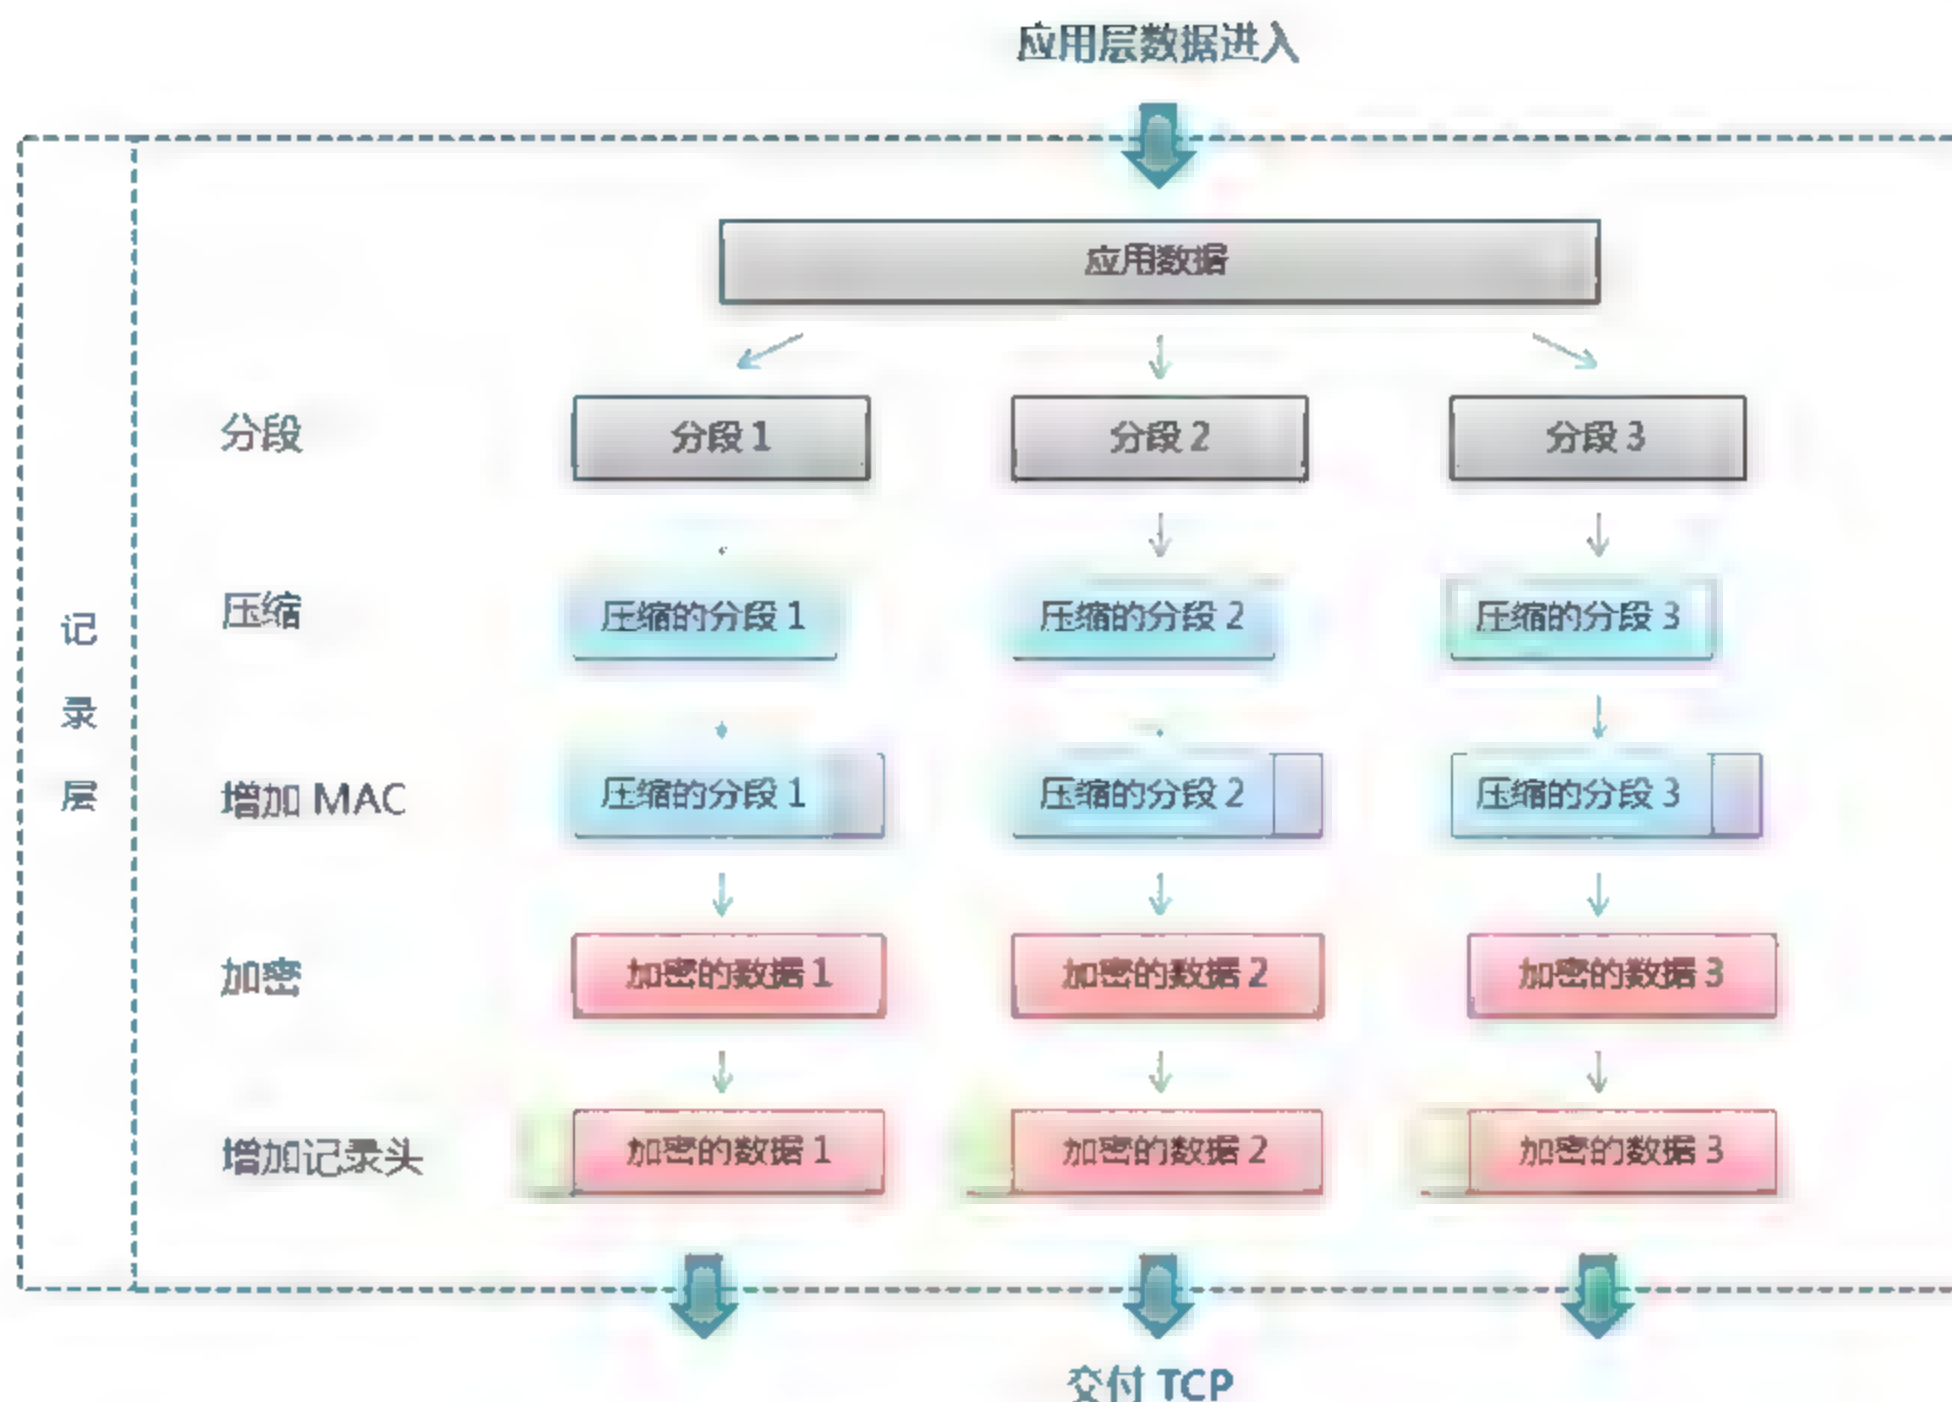 应用层数据进入
应用数据
分段
分段 1
分段 2
分段 3
压缩
压缩的分段 1
压缩的分段 2
压缩的分段 3
记
录
层
增加 MAC
压缩的分段 1
压缩的分段 2
压缩的分段 3
加密
加密的数据 1
加密的数据 2
加密的数据 3
增加记录头
加密的数据 1
加密的数据 2
加密的数据 3
交付 TCP